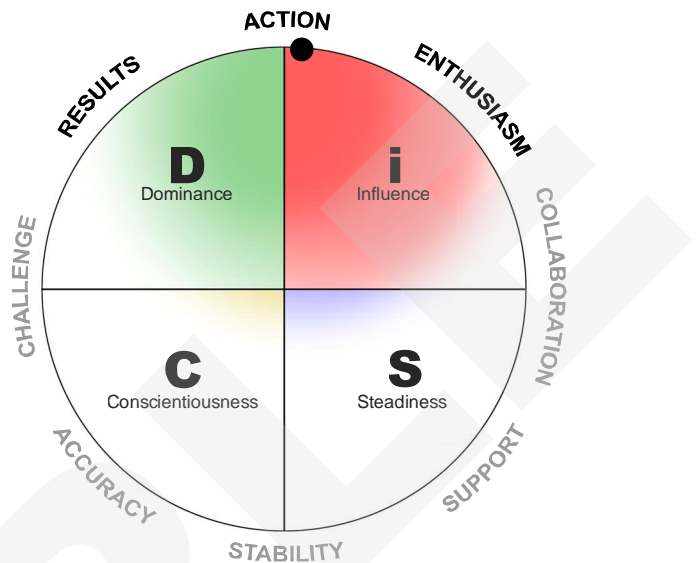 ACTION
RESULTS
ENTHUSIASM
D
Dominance
i
Influence
CHALLENGE
COLLABORATION
C
Conscientiousness
S
Steadiness
ACCURACY
SUPPORT
STABILITY